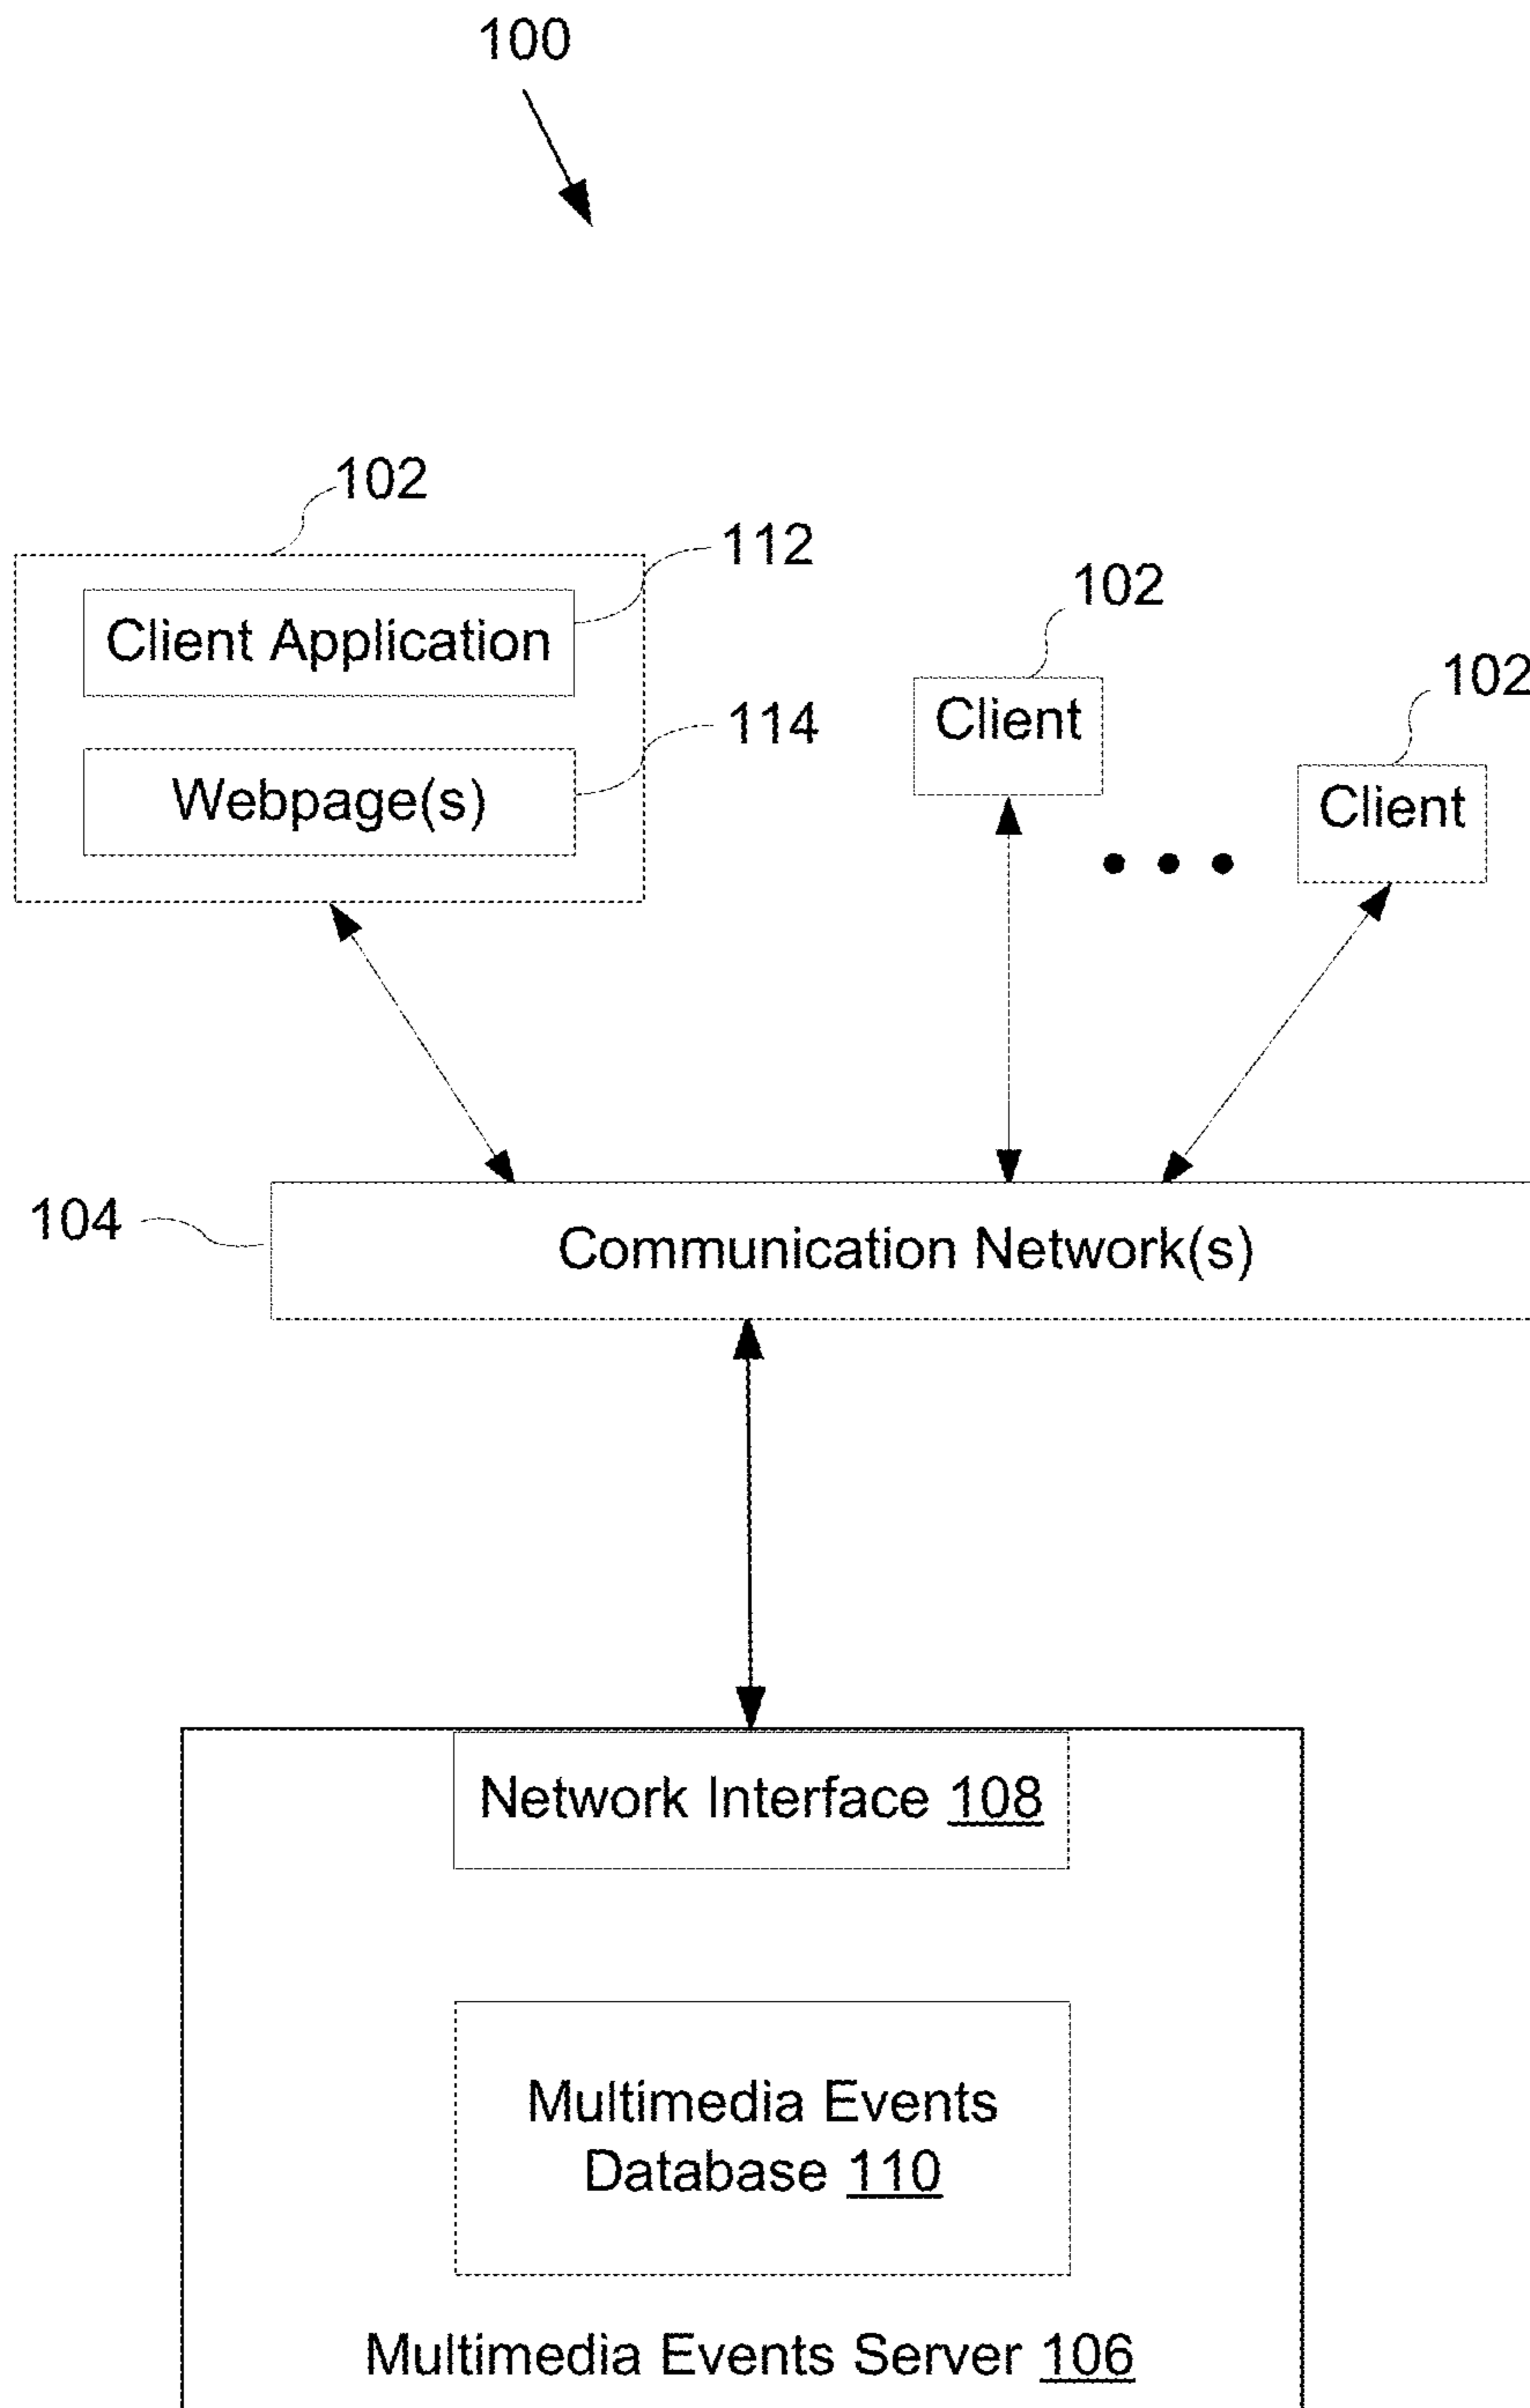 100
102
112
Client Application
102
102
114
Client
Webpage(s)
Client
104
Communication Network(s)
Network Interface 108
Multimedia Events
Database 110
Multimedia Events Server 106